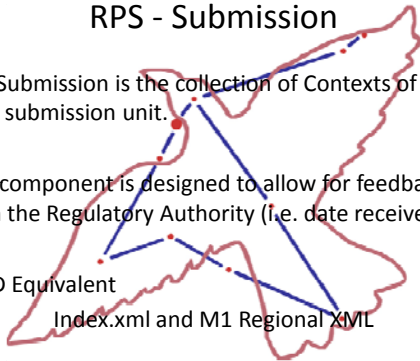 RPS - Submission
Submission is the collection of Contexts of
submission unit.
component is designed to allow for feedba
the Regulatory Authority (i.e. date receive
Equivalent
Index.xml and M1 Regional XML